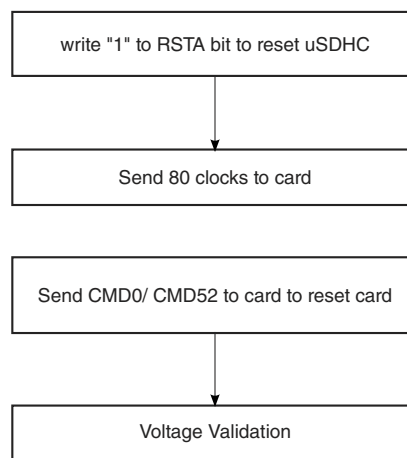 write "1" to RSTA bit to reset uSDHC
Send 80 clocks to card
Send CMD0/ CMD52 to card to reset card
Voltage Validation